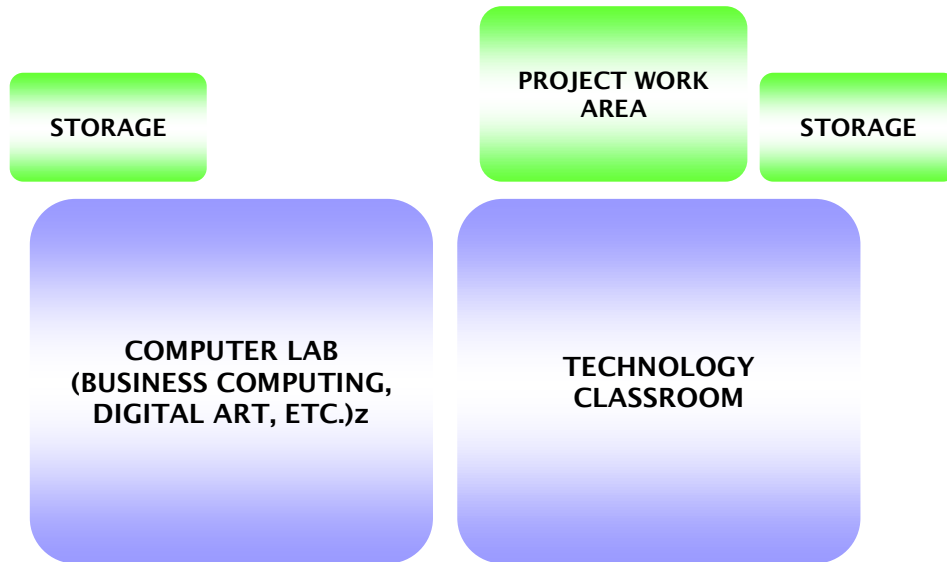 PROJECT WORK
AREA
STORAGE
STORAGE
COMPUTER LAB
(BUSINESS COMPUTING,
DIGITAL ART, ETC.)z
TECHNOLOGY
CLASSROOM